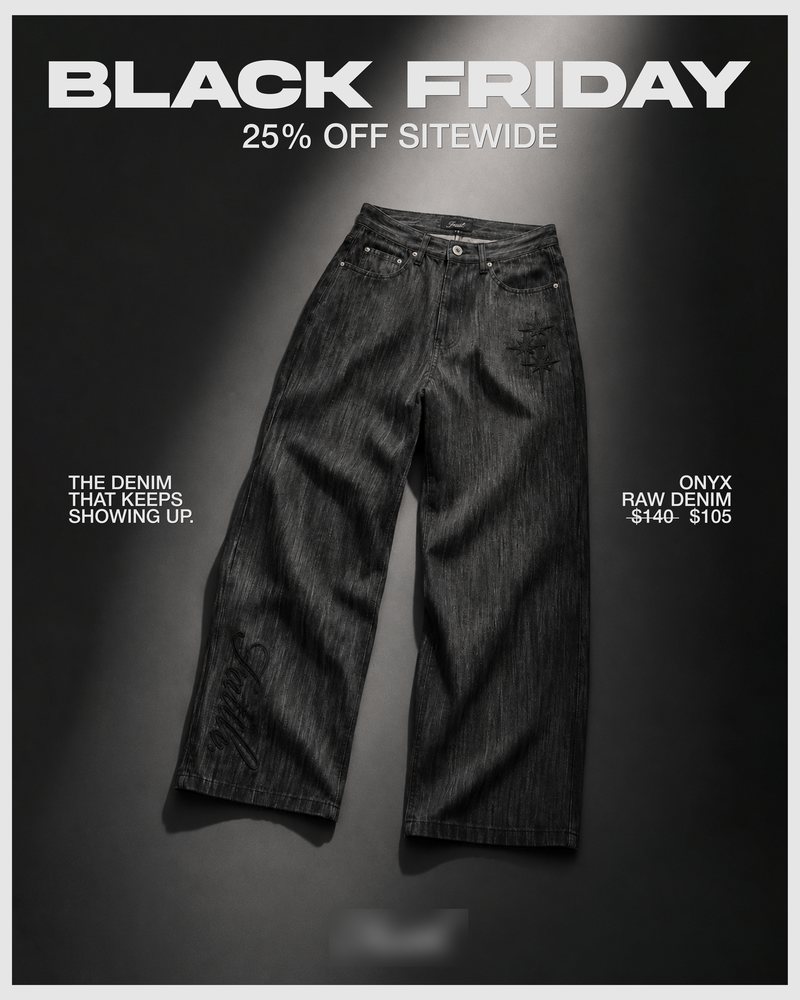 BLACK FRIDAY
25% OFF SITEWIDE
THE DENIM
THAT KEEPS
SHOWING UP.
ONYX
RAW DENIM
$140 $105